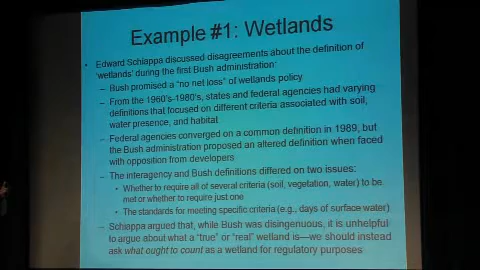 Example #1: Wetlands
• Edward Schiappa discussed disagreements about the definition of
'wetlands' during the first Bush administration
– Bush promised a "no net loss" of wetlands policy
– From the 1960's-1980's, states and federal agencies had varying
definitions that focused on different criteria associated with soil,
water presence, and habitat
– Federal agencies converged on a common definition in 1989, but
the Bush administration proposed an altered definition when faced
with opposition from developers
– The interagency and Bush definitions differed on two issues:
• Whether to require all of several criteria (soil, vegetation, water) to be
met or whether to require just one
• The standards for meeting specific criteria (e.g., days of surface water)
– Schiappa argued that, while Bush was disingenuous, it is unhelpful
to argue about what a "true" or "real" wetland is—we should instead
ask what ought to count as a wetland for regulatory purposes